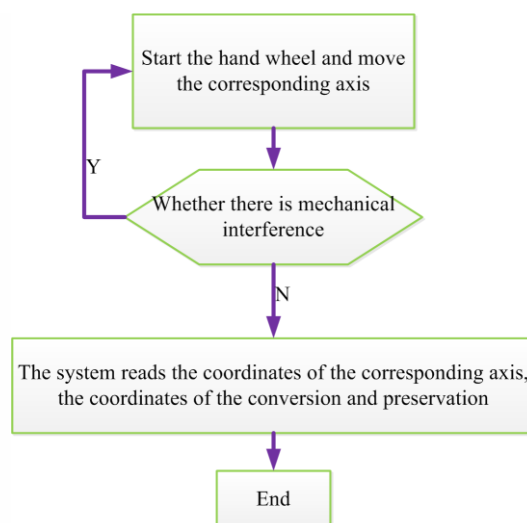 Start the hand wheel and move
the corresponding axis
Y
Whether there is mechanical
interference
N
The system reads the coordinates of the corresponding axis,
the coordinates of the conversion and preservation
End